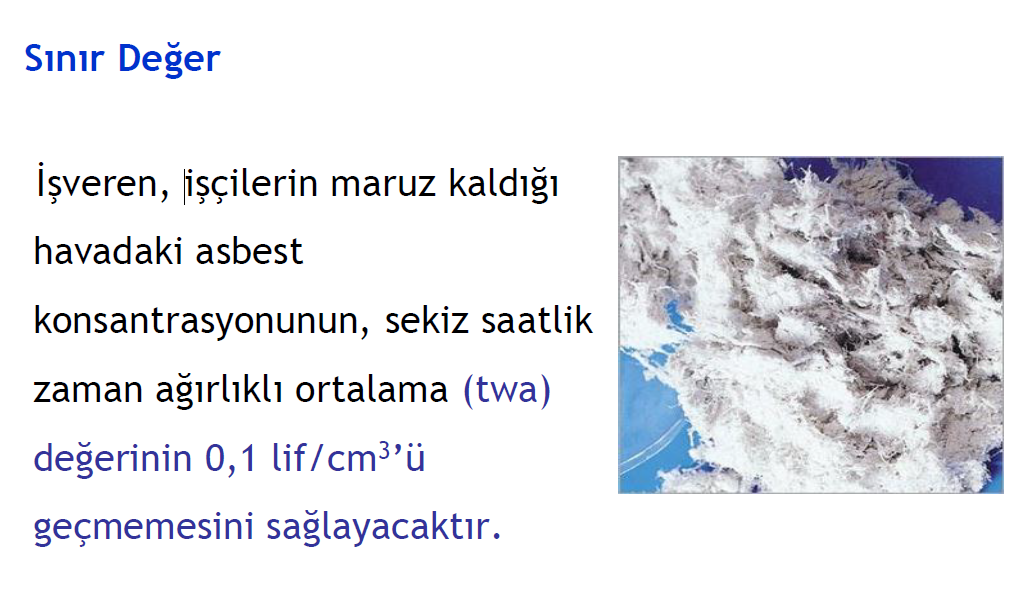 Sınır Değer
İşveren, işçilerin maruz kaldığı
havadaki asbest
konsantrasyonunun, sekiz saatlik
zaman ağırlıklı ortalama (twa)
değerinin 0,1 lif/cm³’ü
geçmemesini sağlayacaktır.